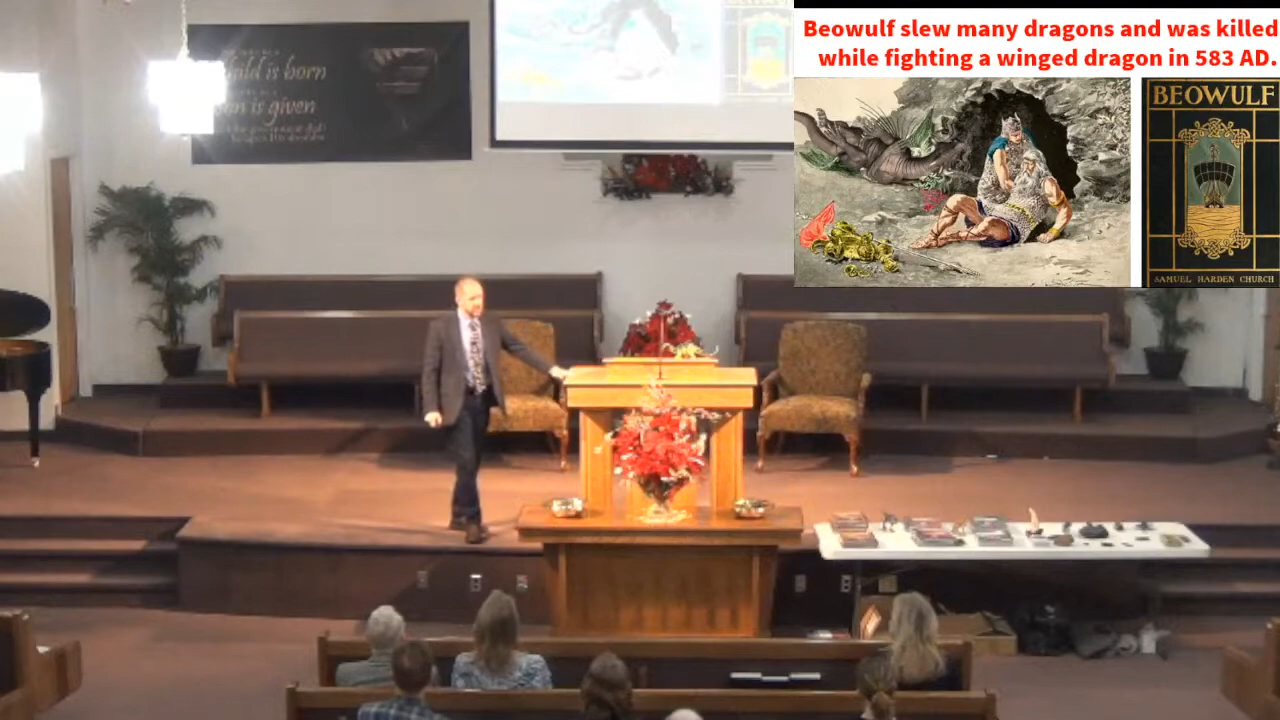 Beowulf slew many dragons and was killed
while fighting a winged dragon in 583 AD.
BEOWULF
SAMUEL HARDEN CHURCH
child is born
son is given